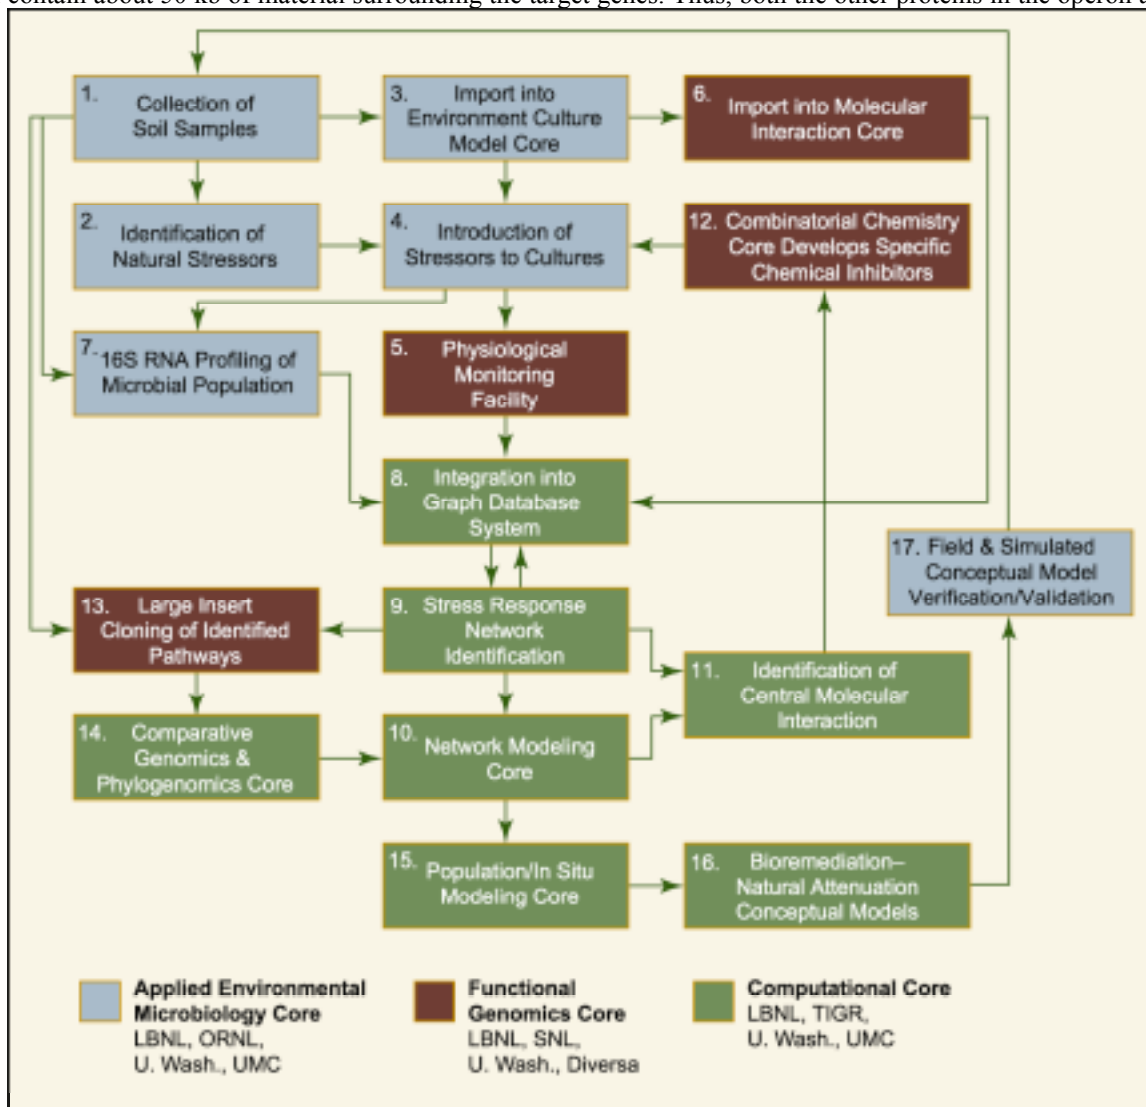 contain about 50 kb of material surrounding the target genes. Thus, both the other proteins in the operon
1. Collection of
Soil Samples
3. Import into
Environment Culture
Model Core
6. Import into Molecular
Interaction Core
2. Identification of
Natural Stressors
4. Introduction of
Stressors to Cultures
12. Combinatorial Chemistry
Core Develops Specific
Chemical Inhibitors
7. 16S RNA Profiling of
Microbial Population
5. Physiological
Monitoring
Facility
8. Integration into
Graph Database
System
17. Field & Simulated
Conceptual Model
Verification/Validation
13. Large Insert
Cloning of Identified
Pathways
9. Stress Response
Network
Identification
11. Identification of
Central Molecular
Interaction
14. Comparative
Genomics &
Phylogenomics Core
10. Network Modeling
Core
15. Population/In Situ
Modeling Core
16. Bioremediation–
Natural Attenuation
Conceptual Models
Applied Environmental
Microbiology Core
LBNL, ORNL,
U. Wash., UMC
Functional
Genomics Core
LBNL, SNL,
U. Wash., Diversa
Computational Core
LBNL, TIGR,
U. Wash., UMC